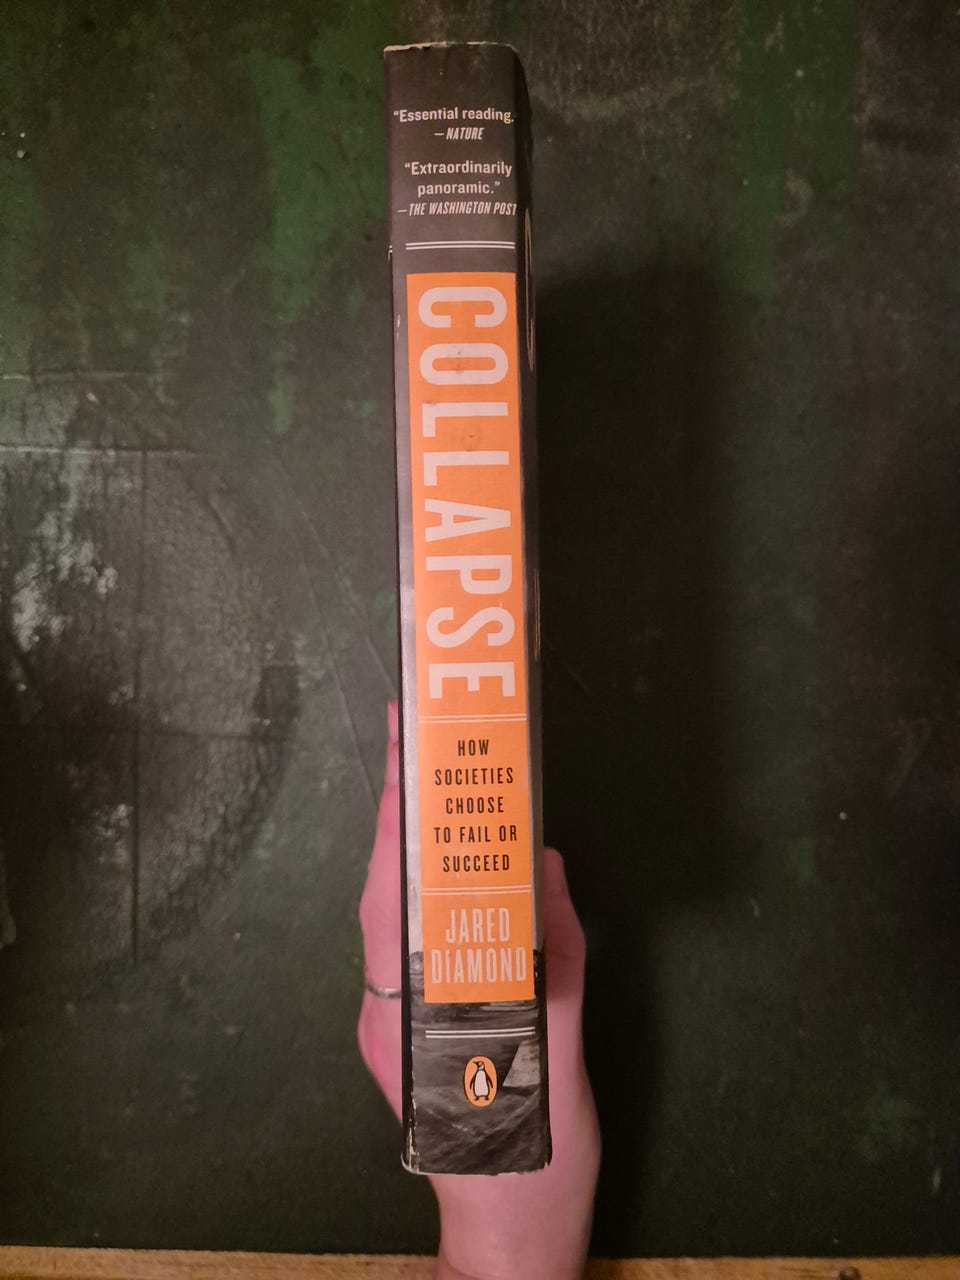 "Essential reading."
— NATURE
"Extraordinarily
panoramic."
— THE WASHINGTON POST
COLLAPSE
HOW
SOCIETIES
CHOOSE
TO FAIL OR
SUCCEED
JARED
DIAMOND